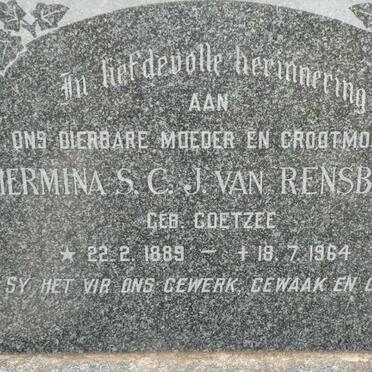 In liefdevolle herinnering
AAN
ONS DIERBARE MOEDER EN GROOTMO
HERMINA S. C. J. VAN RENSB
GEB. COETZEE
★ 22. 2. 1889 — + 18. 7. 1964
SY HET VIR ONS GEWERK, GEWAAK EN G